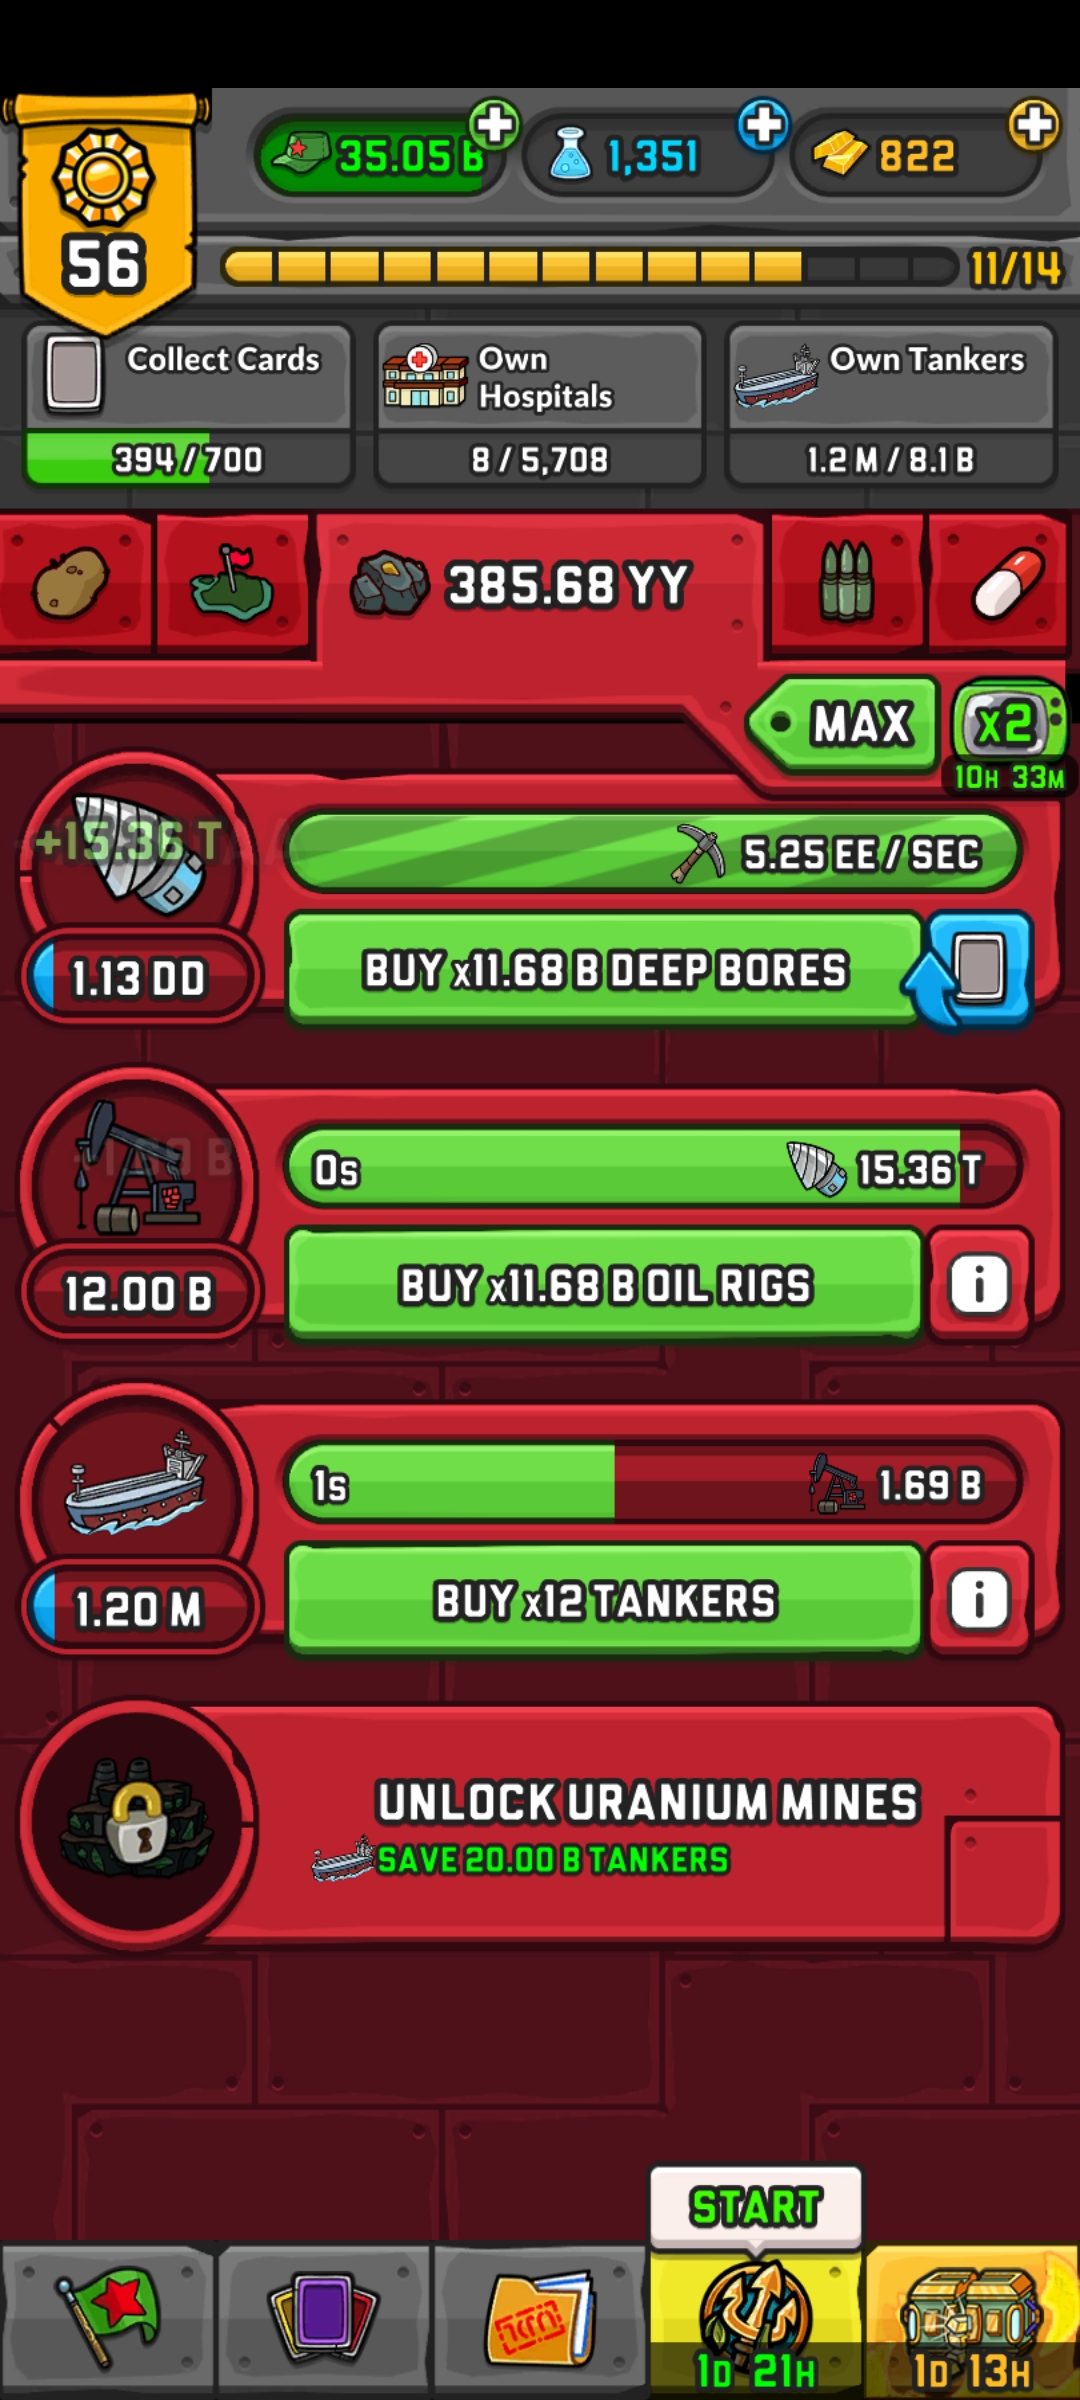 35.05 B
1,351
822
56
11/14
Collect Cards
394/700
Own
Hospitals
8/5,708
Own Tankers
1.2 M/8.1 B
385.68 YY
MAX
x2
10H 33M
+15.36 T
5.25 EE/SEC
1.13 DD
BUY x11.68 B DEEP BORES
0s
15.36 T
12.00 B
BUY x11.68 B OIL RIGS
i
1s
1.69 B
1.20 M
BUY x12 TANKERS
i
UNLOCK URANIUM MINES
SAVE 20.00 B TANKERS
START
1D 21H
1D 13H